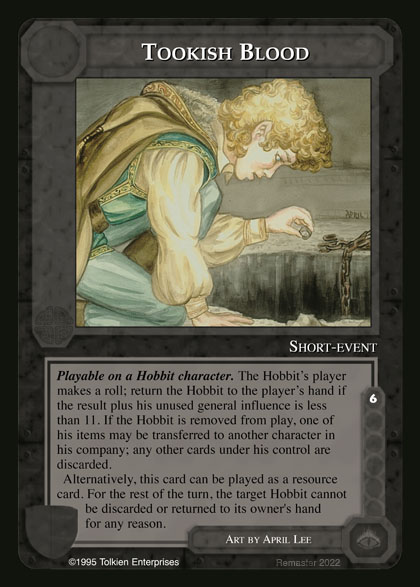 Tookish Blood
Short-event
Playable on a Hobbit character. The Hobbit's player
makes a roll; return the Hobbit to the player's hand if
the result plus his unused general influence is less
than 11. If the Hobbit is removed from play, one of
his items may be transferred to another character in
his company; any other cards under his control are
discarded.
Alternatively, this card can be played as a resource
card. For the rest of the turn, the target Hobbit cannot
be discarded or returned to its owner's hand
for any reason.
6
Art by April Lee
©1995 Tolkien Enterprises
Remaster 2022